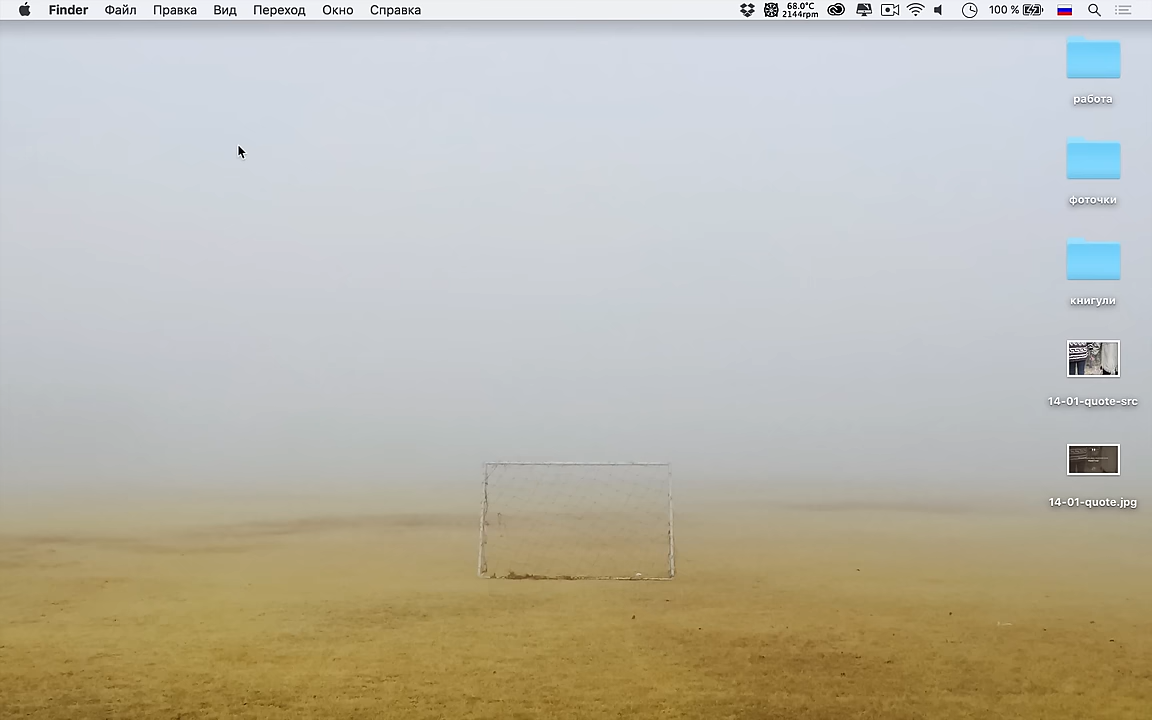 Finder Файл Правка Вид Переход Окно Справка 68.0°C 100 %
2144rpm
работа
фоточки
книгули
14-01-quote-src
14-01-quote.jpg